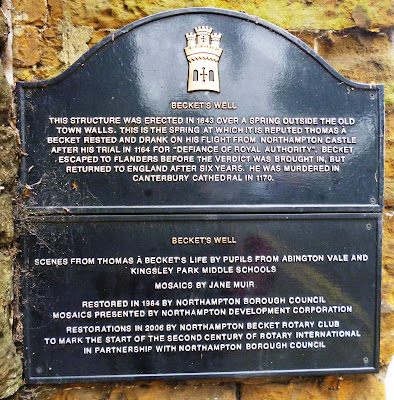 BECKET'S WELL
THIS STRUCTURE WAS ERECTED IN 1843 OVER A SPRING OUTSIDE THE OLD
TOWN WALLS. THIS IS THE SPRING AT WHICH IT IS REPUTED THOMAS À
BECKET RESTED AND DRANK ON HIS FLIGHT FROM NORTHAMPTON CASTLE
AFTER HIS TRIAL IN 1164 FOR "DEFIANCE OF ROYAL AUTHORITY". BECKET
ESCAPED TO FLANDERS BEFORE THE VERDICT WAS BROUGHT IN, BUT
RETURNED TO ENGLAND AFTER SIX YEARS. HE WAS MURDERED IN
CANTERBURY CATHEDRAL IN 1170.
BECKET'S WELL
SCENES FROM THOMAS À BECKET'S LIFE BY PUPILS FROM ABINGTON VALE AND
KINGSLEY PARK MIDDLE SCHOOLS
MOSAICS BY JANE MUIR
RESTORED IN 1984 BY NORTHAMPTON BOROUGH COUNCIL
MOSAICS PRESENTED BY NORTHAMPTON DEVELOPMENT CORPORATION
RESTORATIONS IN 2006 BY NORTHAMPTON BECKET ROTARY CLUB
TO MARK THE START OF THE SECOND CENTURY OF ROTARY INTERNATIONAL
IN PARTNERSHIP WITH NORTHAMPTON BOROUGH COUNCIL